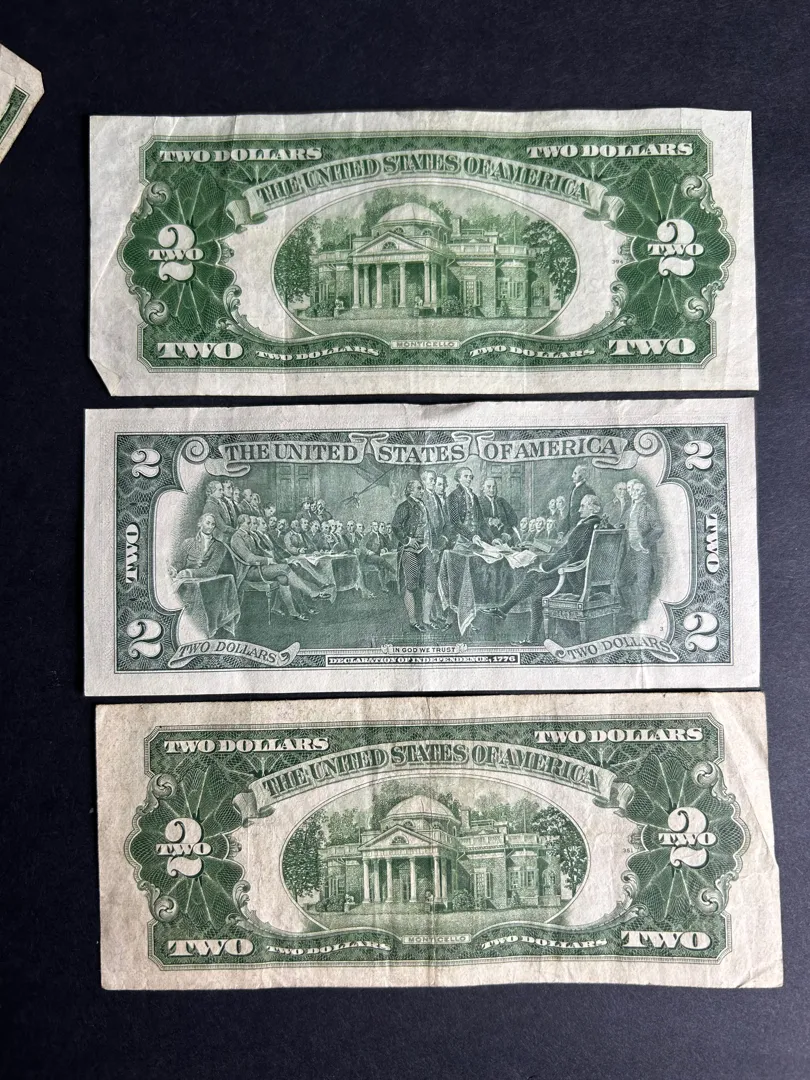 TWO DOLLARS TWO DOLLARS
THE UNITED STATES OF AMERICA
2 2
TWO TWO
MONTICELLO
TWO TWO DOLLARS TWO DOLLARS TWO
2 THE UNITED STATES OF AMERICA 2
TWO TWO
2 2
TWO DOLLARS IN GOD WE TRUST TWO DOLLARS
DECLARATION OF INDEPENDENCE, 1776
TWO DOLLARS TWO DOLLARS
THE UNITED STATES OF AMERICA
2 2
TWO TWO
MONTICELLO
TWO TWO DOLLARS TWO DOLLARS TWO